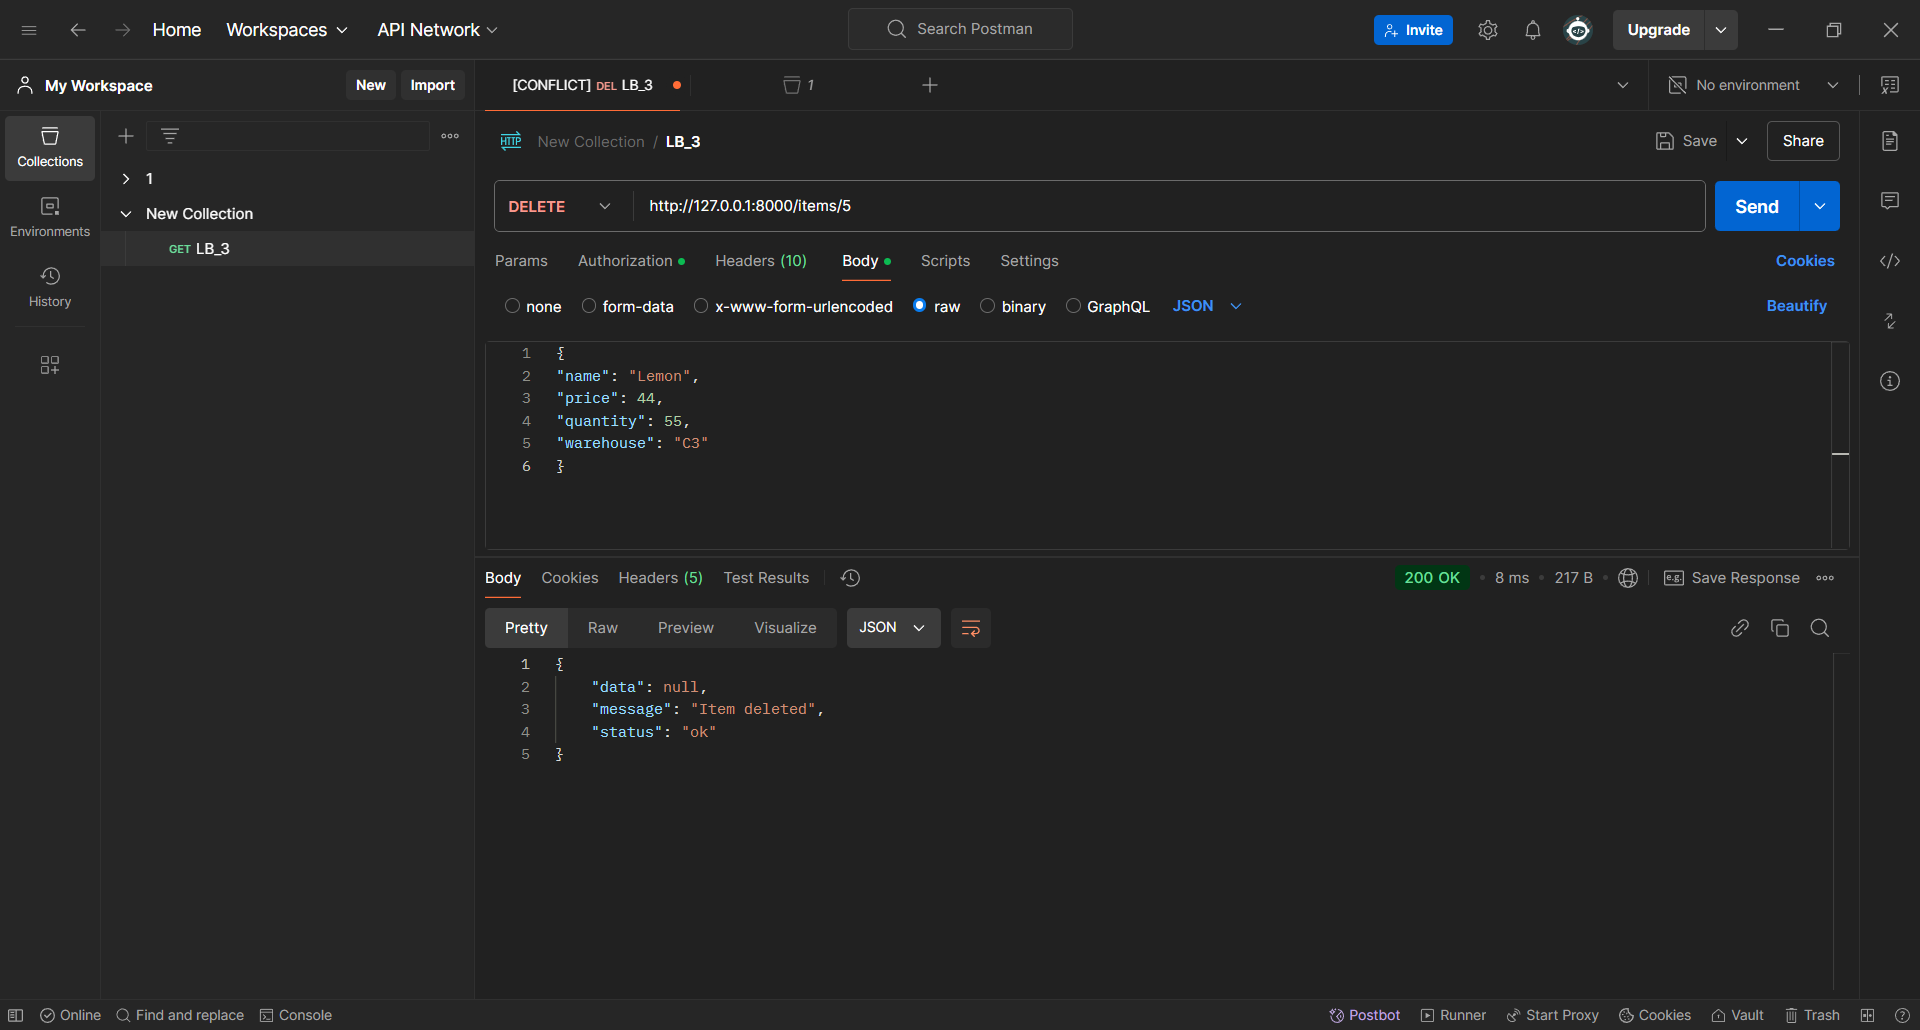 Home Workspaces API Network Search Postman Invite Upgrade
My Workspace New Import [CONFLICT] DEL LB_3 1 No environment
Collections
Environments
History
1
New Collection
GET LB_3
HTTP New Collection / LB_3 Save Share
DELETE http://127.0.0.1:8000/items/5 Send
Params Authorization Headers (10) Body Scripts Settings Cookies
none form-data x-www-form-urlencoded raw binary GraphQL JSON Beautify
1 {
2 "name": "Lemon",
3 "price": 44,
4 "quantity": 55,
5 "warehouse": "C3"
6 }
Body Cookies Headers (5) Test Results 200 OK • 8 ms • 217 B • e.g. Save Response
Pretty Raw Preview Visualize JSON
1 {
2 "data": null,
3 "message": "Item deleted",
4 "status": "ok"
5 }
Online Find and replace Console Postbot Runner Start Proxy Cookies Vault Trash